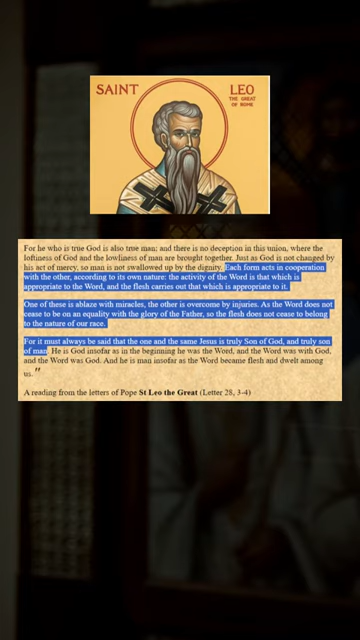 SAINT LEO
THE GREAT
OF ROME
For he who is true God is also true man; and there is no deception in this union, where the
loftiness of God and the lowliness of man are brought together. Just as God is not changed by
his act of mercy, so man is not swallowed up by the dignity. Each form acts in cooperation
with the other, according to its own nature: the activity of the Word is that which is
appropriate to the Word, and the flesh carries out that which is appropriate to it.
One of these is ablaze with miracles, the other is overcome by injuries. As the Word does not
cease to be on an equality with the glory of the Father, so the flesh does not cease to belong
to the nature of our race.
For it must always be said that the one and the same Jesus is truly Son of God, and truly son
of man. He is God insofar as in the beginning he was the Word, and the Word was with God,
and the Word was God. And he is man insofar as the Word became flesh and dwelt among
us."
A reading from the letters of Pope St Leo the Great (Letter 28, 3-4)